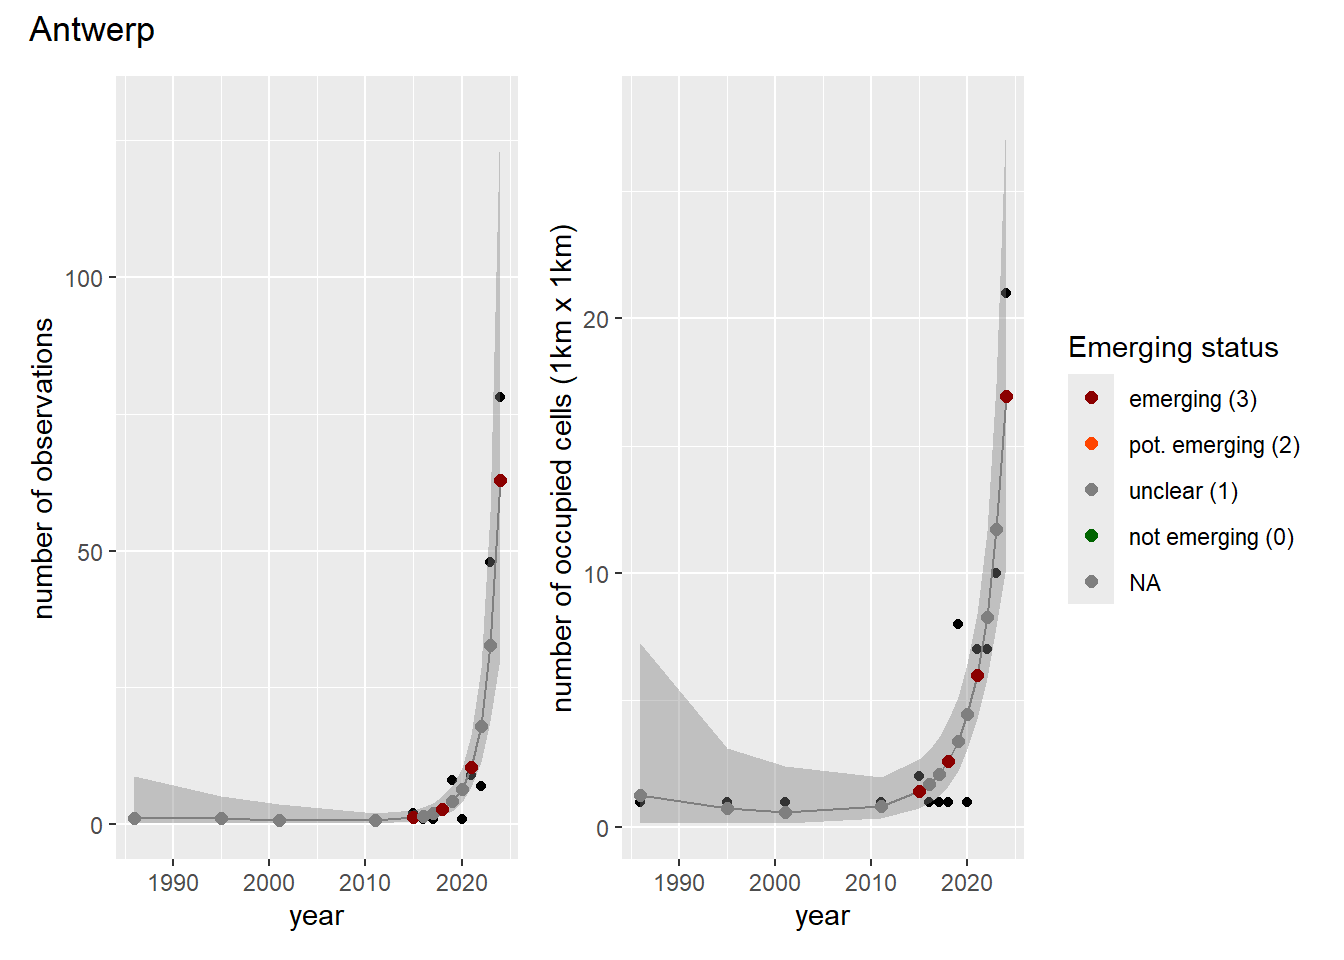 Antwerp
number of observations
100
50
0
1990 2000 2010 2020
year
number of occupied cells (1km x 1km)
20
10
0
1990 2000 2010 2020
year
Emerging status
emerging (3)
pot. emerging (2)
unclear (1)
not emerging (0)
NA